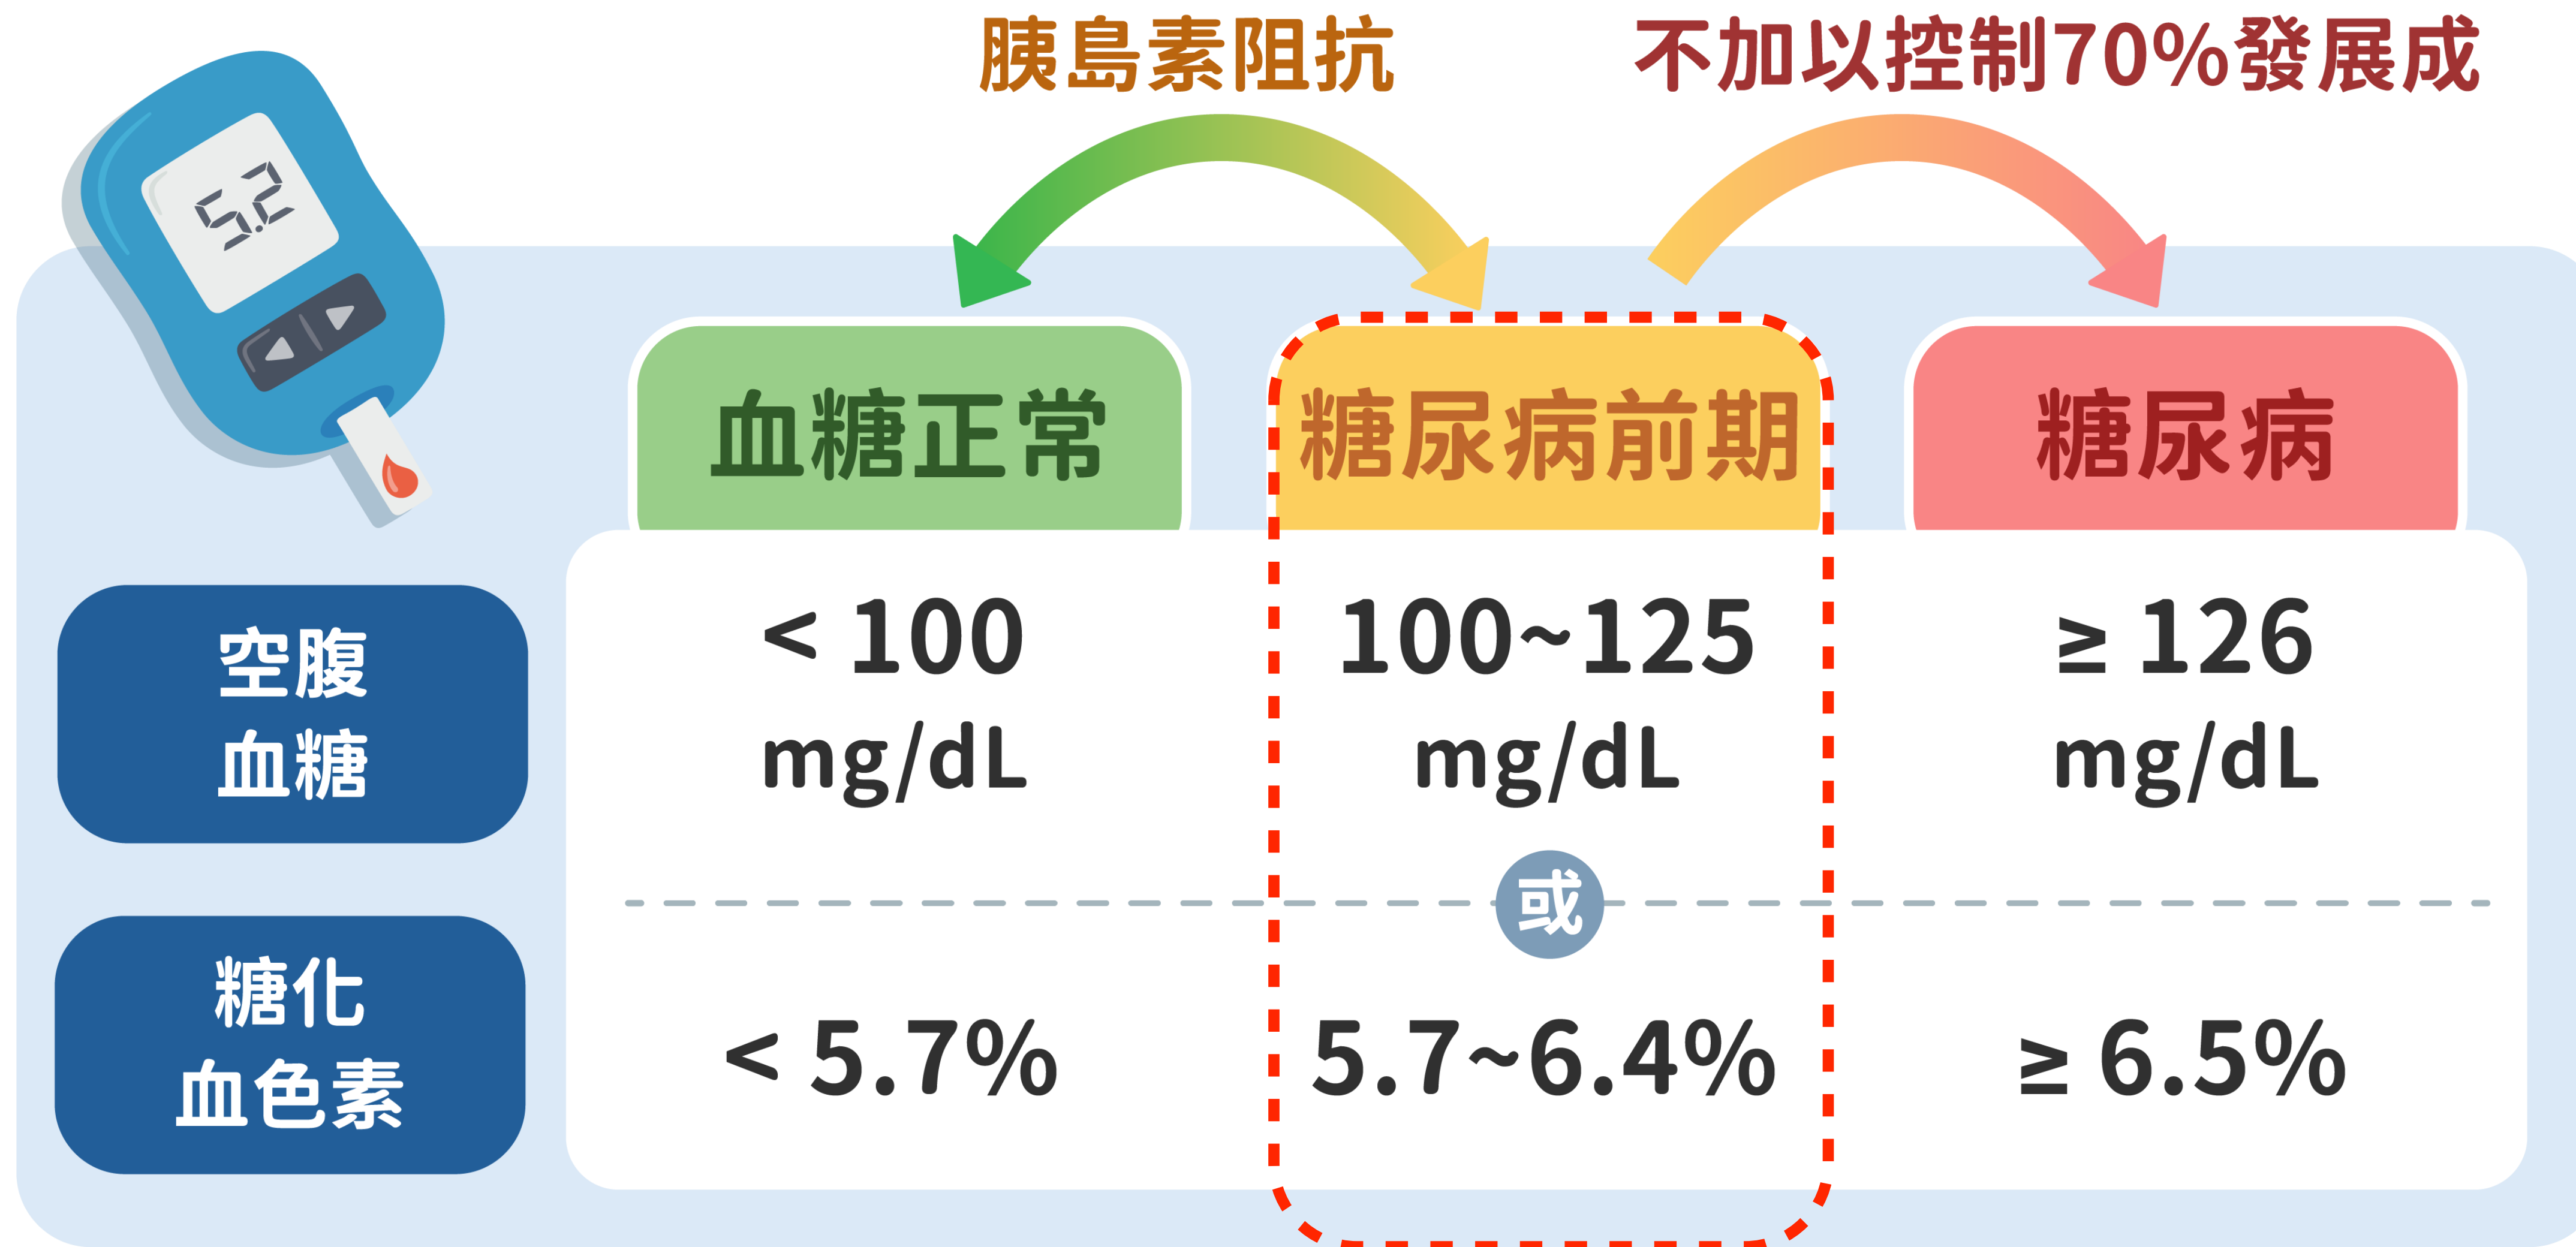 胰島素阻抗
不加以控制70%發展成
5.2
血糖正常
糖尿病前期
糖尿病
空腹
血糖
< 100
mg/dL
100~125
mg/dL
≥ 126
mg/dL
或
糖化
血色素
< 5.7%
5.7~6.4%
≥ 6.5%